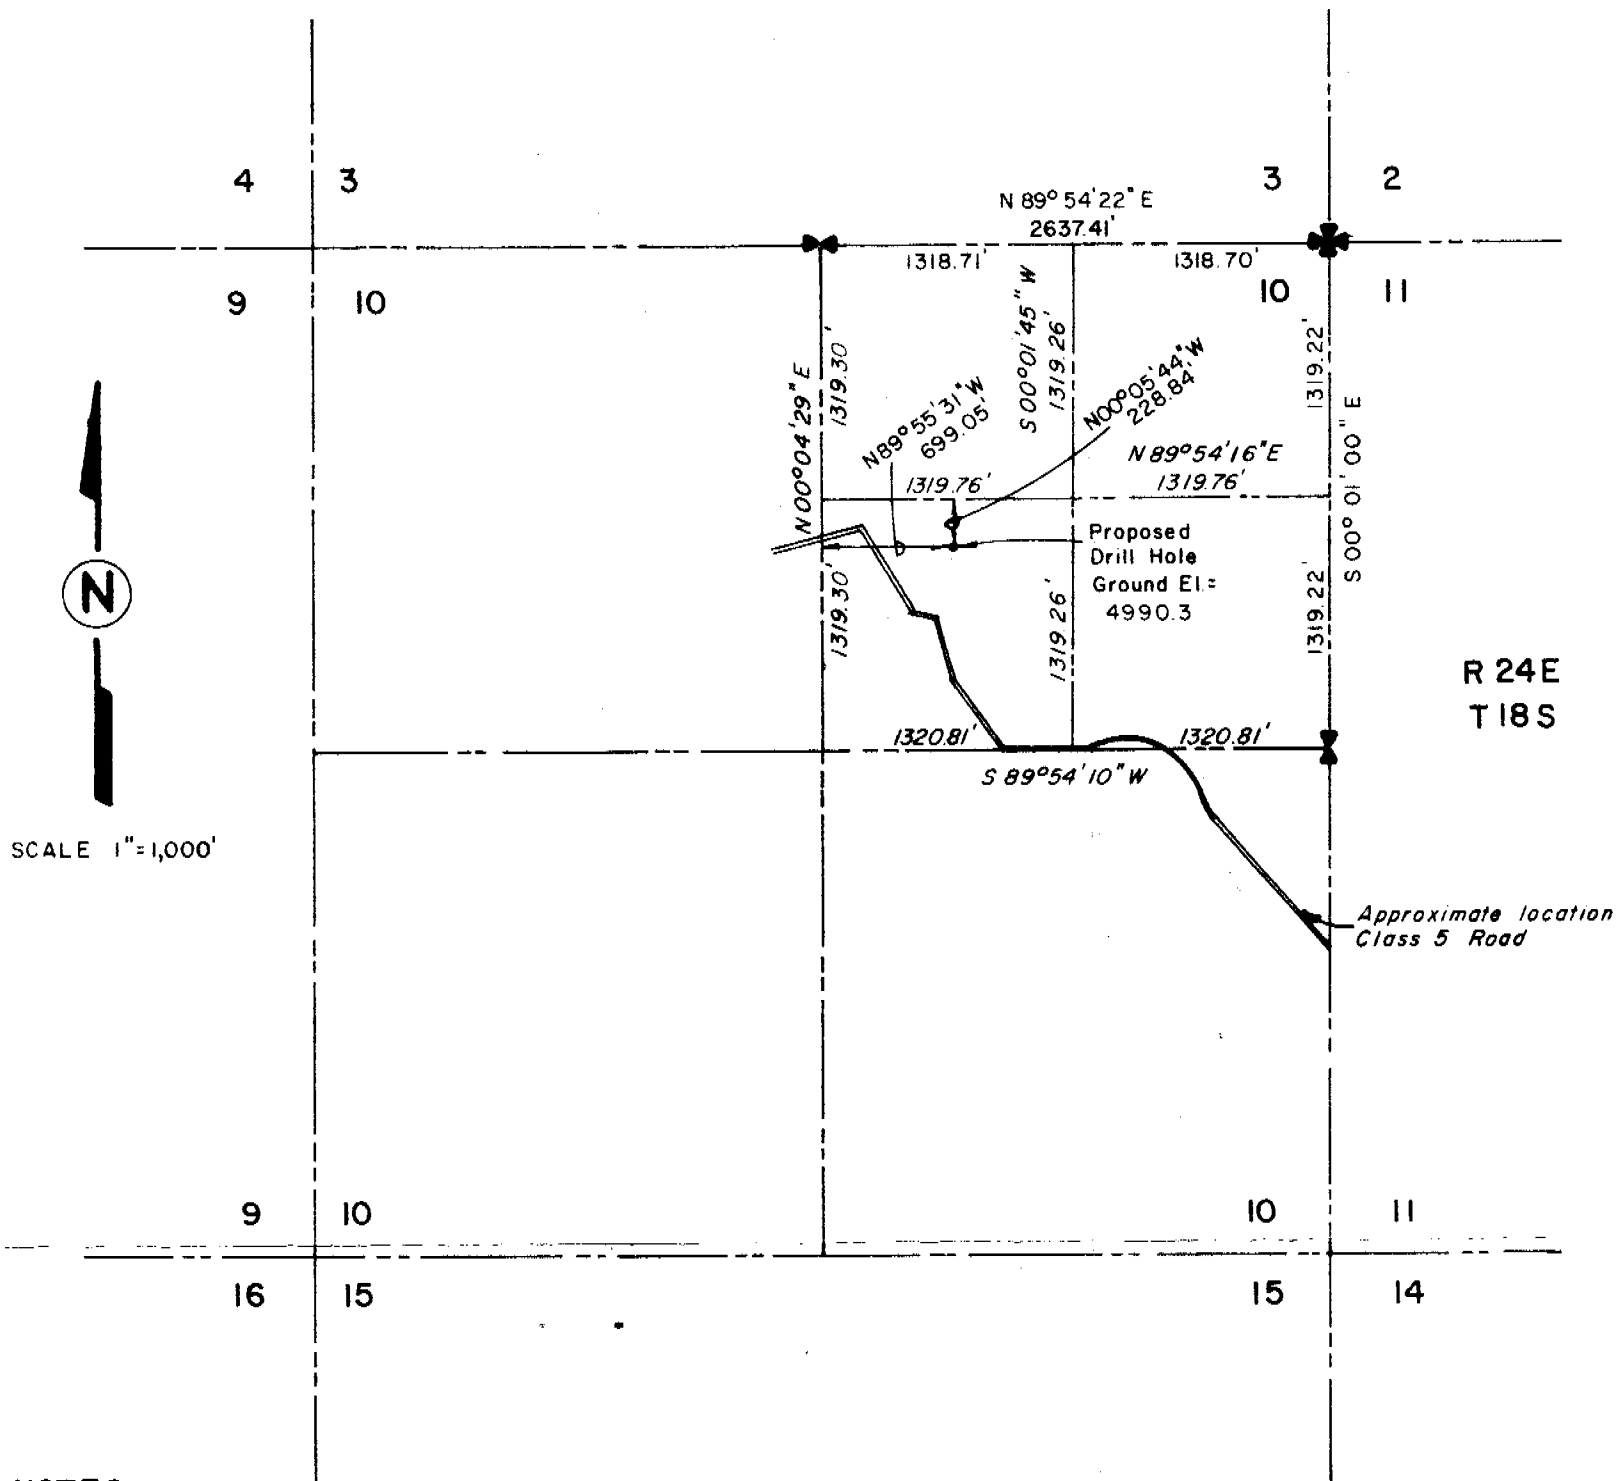 4 3
3 2
N 89° 54' 22" E
2637.41'
1318.71'
1318.70'
9 10
10 11
S 00° 01' 45" W
1319.26'
N 00° 04' 29" E
1319.30'
1319.22'
N 89° 55' 31" W
699.05'
N00° 05' 44" W
228.84'
N 89° 54' 16" E
1319.76'
1319.76'
S 00° 01' 00" E
Proposed
Drill Hole
Ground El.=
4990.3
N
1319.30'
1319.26'
1319.22'
R 24E
T 18S
1320.81'
1320.81'
S 89° 54' 10" W
SCALE 1"=1,000'
Approximate location
Class 5 Road
9 10
10 11
16 15
15 14